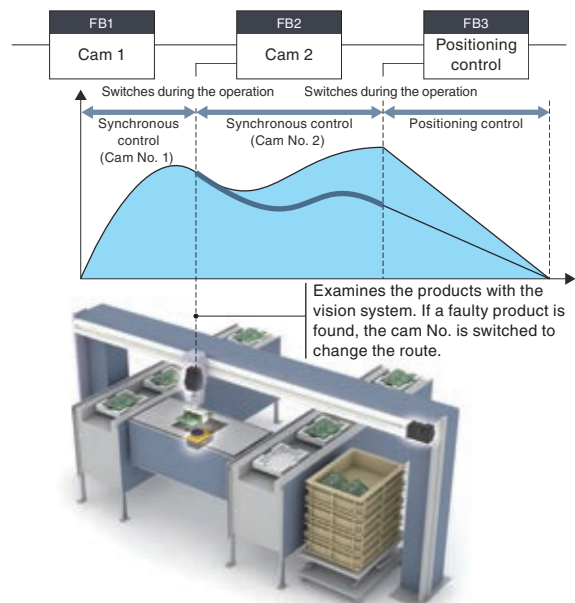 FB1
Cam 1
FB2
Cam 2
FB3
Positioning
control
Switches during the operation
Switches during the operation
Synchronous
control
(Cam No. 1)
Synchronous control
(Cam No. 2)
Positioning control
Examines the products with the
vision system. If a faulty product is
found, the cam No. is switched to
change the route.